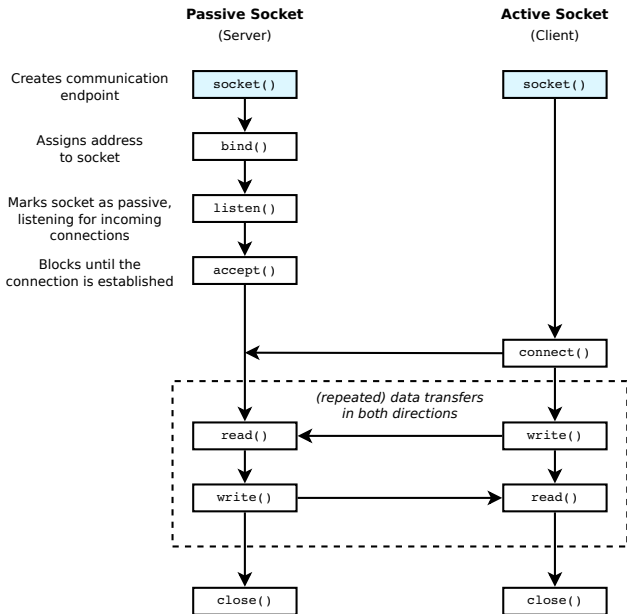 Passive Socket
(Server)
Active Socket
(Client)
Creates communication
endpoint
socket()
socket()
Assigns address
to socket
bind()
Marks socket as passive,
listening for incoming
connections
listen()
Blocks until the
connection is established
accept()
connect()
(repeated) data transfers
in both directions
read()
write()
write()
read()
close()
close()